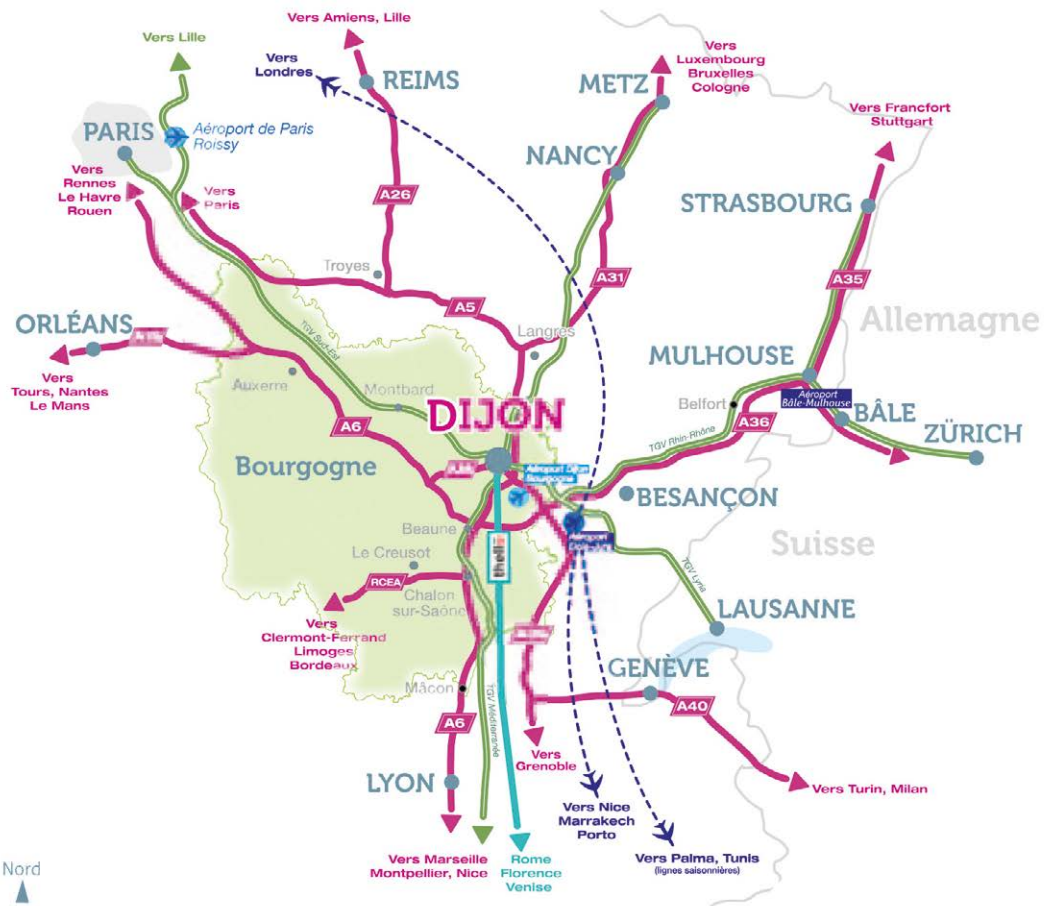 Vers Amiens, Lille
Vers Lille
Vers
Londres
REIMS
METZ
Vers
Luxembourg
Bruxelles
Cologne
Vers Francfort
Stuttgart
PARIS
Aéroport de Paris
Roissy
NANCY
Vers
Rennes
Le Havre
Rouen
Vers
Paris
A26
STRASBOURG
Troyes
A31
A35
A5
Allemagne
ORLÉANS
Langres
TGV Sud-Est
MULHOUSE
Vers
Tours, Nantes
Le Mans
Auxerre
Montbard
Belfort
Aéroport
Bâle-Mulhouse
BÂLE
DIJON
A6
A36
TGV Rhin-Rhône
ZÜRICH
Bourgogne
Aéroport Dijon
Bourgogne
BESANÇON
Beaune
Aéroport
Suisse
Le Creusot
thello
TGV Lyria
RCEA
Chalon
sur-Saône
LAUSANNE
Vers
Clermont-Ferrand
Limoges
Bordeaux
GENÈVE
Mâcon
TGV Méditerranée
A6
A40
Vers
Grenoble
LYON
Vers Turin, Milan
Vers Nice
Marrakech
Porto
Vers Marseille
Montpellier, Nice
Rome
Florence
Venise
Vers Palma, Tunis
(lignes saisonnières)
Nord